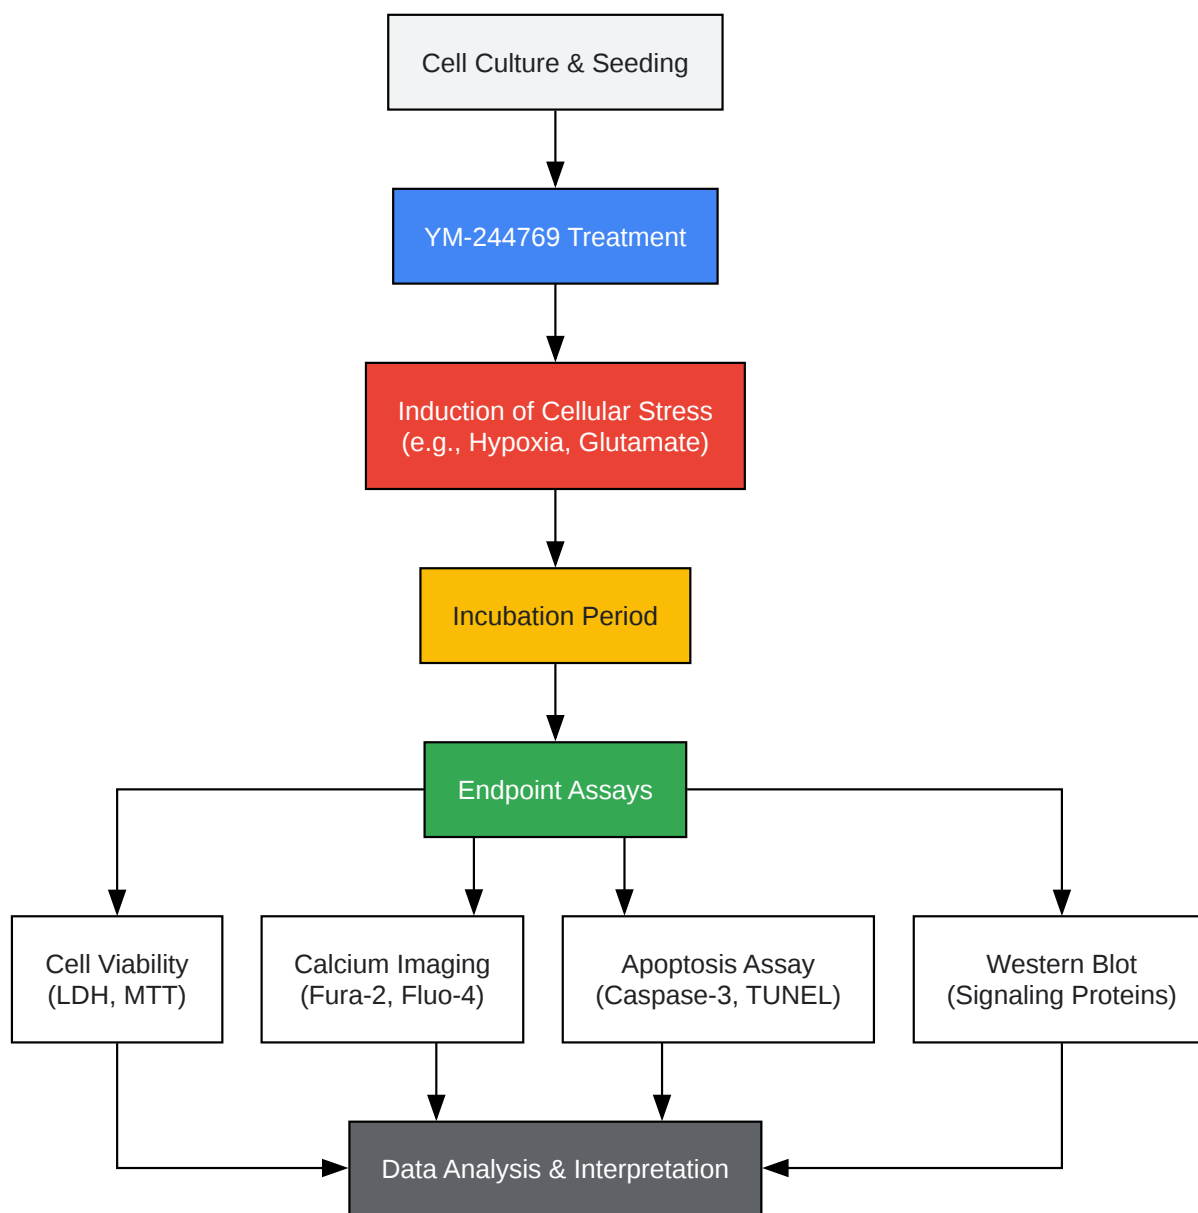 Cell Culture & Seeding
YM-244769 Treatment
Induction of Cellular Stress
(e.g., Hypoxia, Glutamate)
Incubation Period
Endpoint Assays
Cell Viability
(LDH, MTT)
Calcium Imaging
(Fura-2, Fluo-4)
Apoptosis Assay
(Caspase-3, TUNEL)
Western Blot
(Signaling Proteins)
Data Analysis & Interpretation